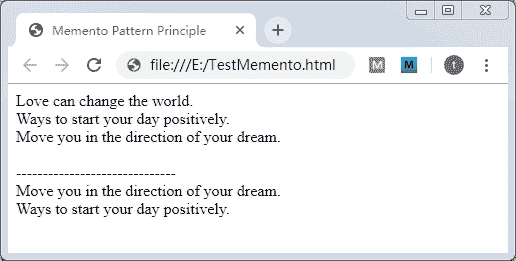 Memento Pattern Principle
file:///E:/TestMemento.html
M
M
t
Love can change the world.
Ways to start your day positively.
Move you in the direction of your dream.
------------------------------
Move you in the direction of your dream.
Ways to start your day positively.